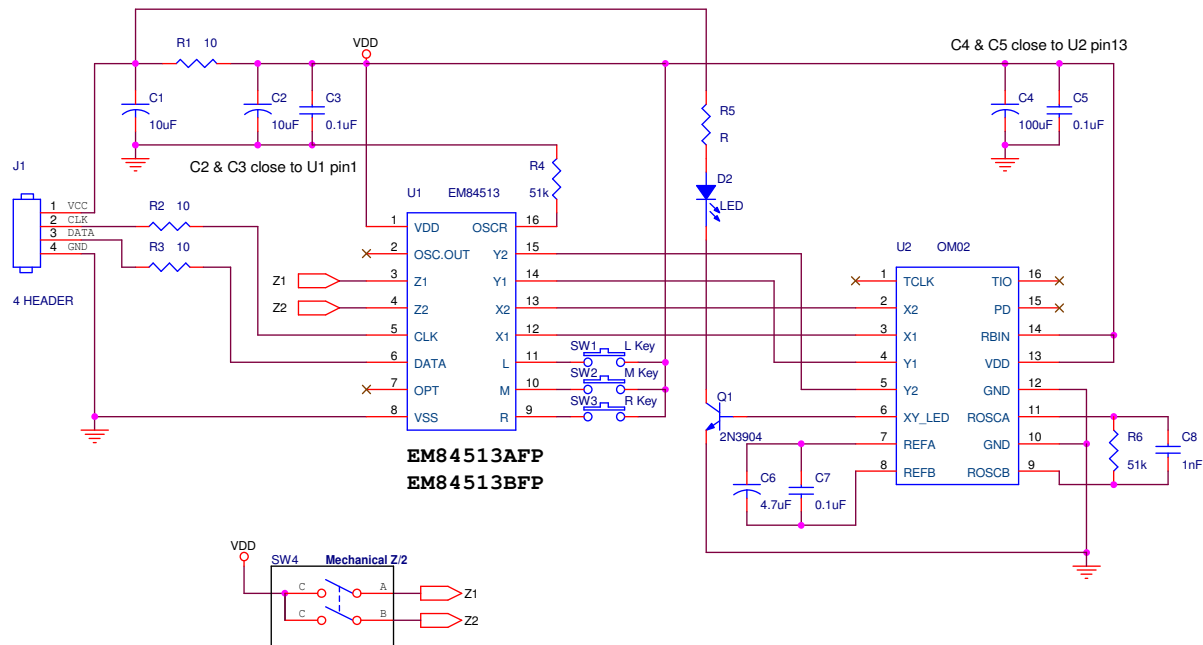 R1 10
VDD
C4 & C5 close to U2 pin13
C1
10uF
C2
10uF
C3
0.1uF
C4
100uF
C5
0.1uF
R5
R
C2 & C3 close to U1 pin1
R4
51k
D2
LED
J1
1 VCC
2 CLK
3 DATA
4 GND
4 HEADER
R2 10
R3 10
Z1
Z2
U1 EM84513
1 VDD
2 OSC.OUT
3 Z1
4 Z2
5 CLK
6 DATA
7 OPT
8 VSS
OSCR 16
Y2 15
Y1 14
X2 13
X1 12
L 11
M 10
R 9
SW1 L Key
SW2 M Key
SW3 R Key
EM84513AFP
EM84513BFP
Q1
2N3904
U2 OM02
1 TCLK
2 X2
3 X1
4 Y1
5 Y2
6 XY_LED
7 REFA
8 REFB
TIO 16
PD 15
RBIN 14
VDD 13
GND 12
ROSCA 11
GND 10
ROSCB 9
C6
4.7uF
C7
0.1uF
R6
51k
C8
1nF
VDD
SW4 Mechanical Z/2
C A Z1
C B Z2